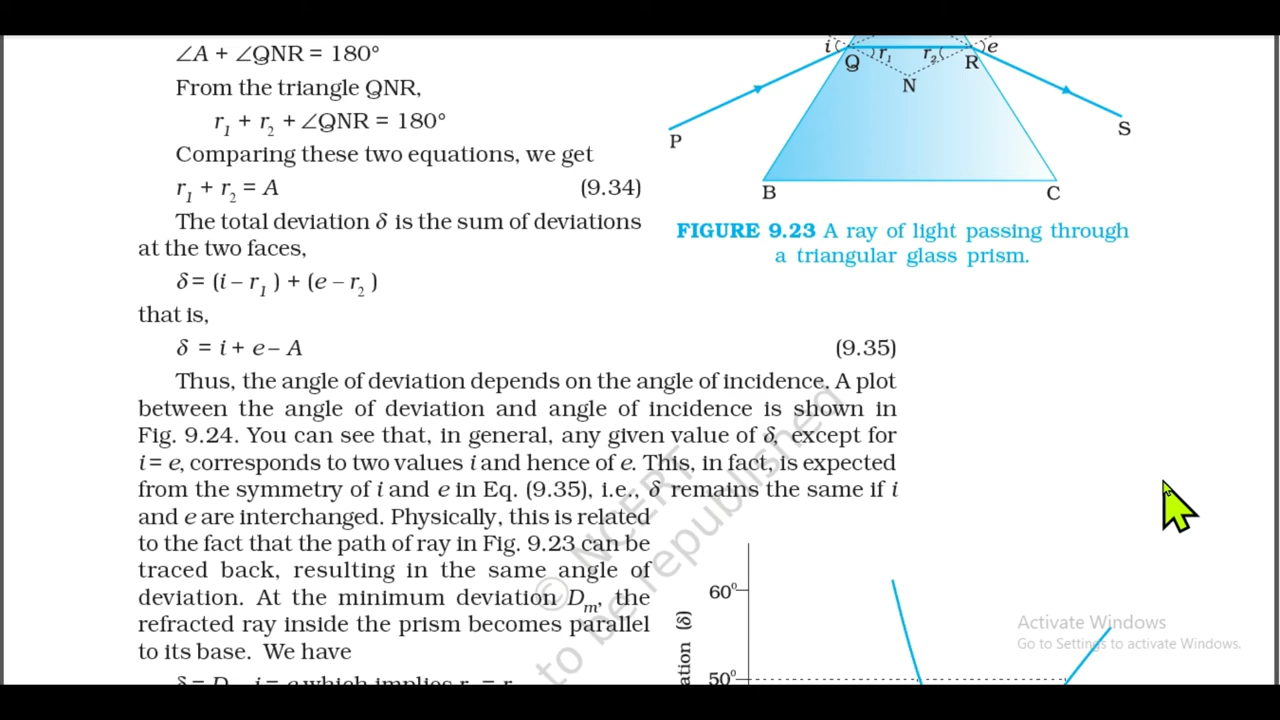 ∠A + ∠QNR = 180°
From the triangle QNR,
r₁ + r₂ + ∠QNR = 180°
Comparing these two equations, we get
r₁ + r₂ = A (9.34)
The total deviation δ is the sum of deviations
at the two faces,
δ = (i – r₁ ) + (e – r₂ )
that is,
δ = i + e – A (9.35)
i r₁ r₂ e
Q R
N
P S
B C
FIGURE 9.23 A ray of light passing through
a triangular glass prism.
Thus, the angle of deviation depends on the angle of incidence. A plot
between the angle of deviation and angle of incidence is shown in
Fig. 9.24. You can see that, in general, any given value of δ, except for
i = e, corresponds to two values i and hence of e. This, in fact, is expected
from the symmetry of i and e in Eq. (9.35), i.e., δ remains the same if i
and e are interchanged. Physically, this is related
to the fact that the path of ray in Fig. 9.23 can be
traced back, resulting in the same angle of
deviation. At the minimum deviation Dₘ, the
refracted ray inside the prism becomes parallel
to its base. We have
60°
50°
(δ)
© NCERT
to be republished
Activate Windows
Go to Settings to activate Windows.